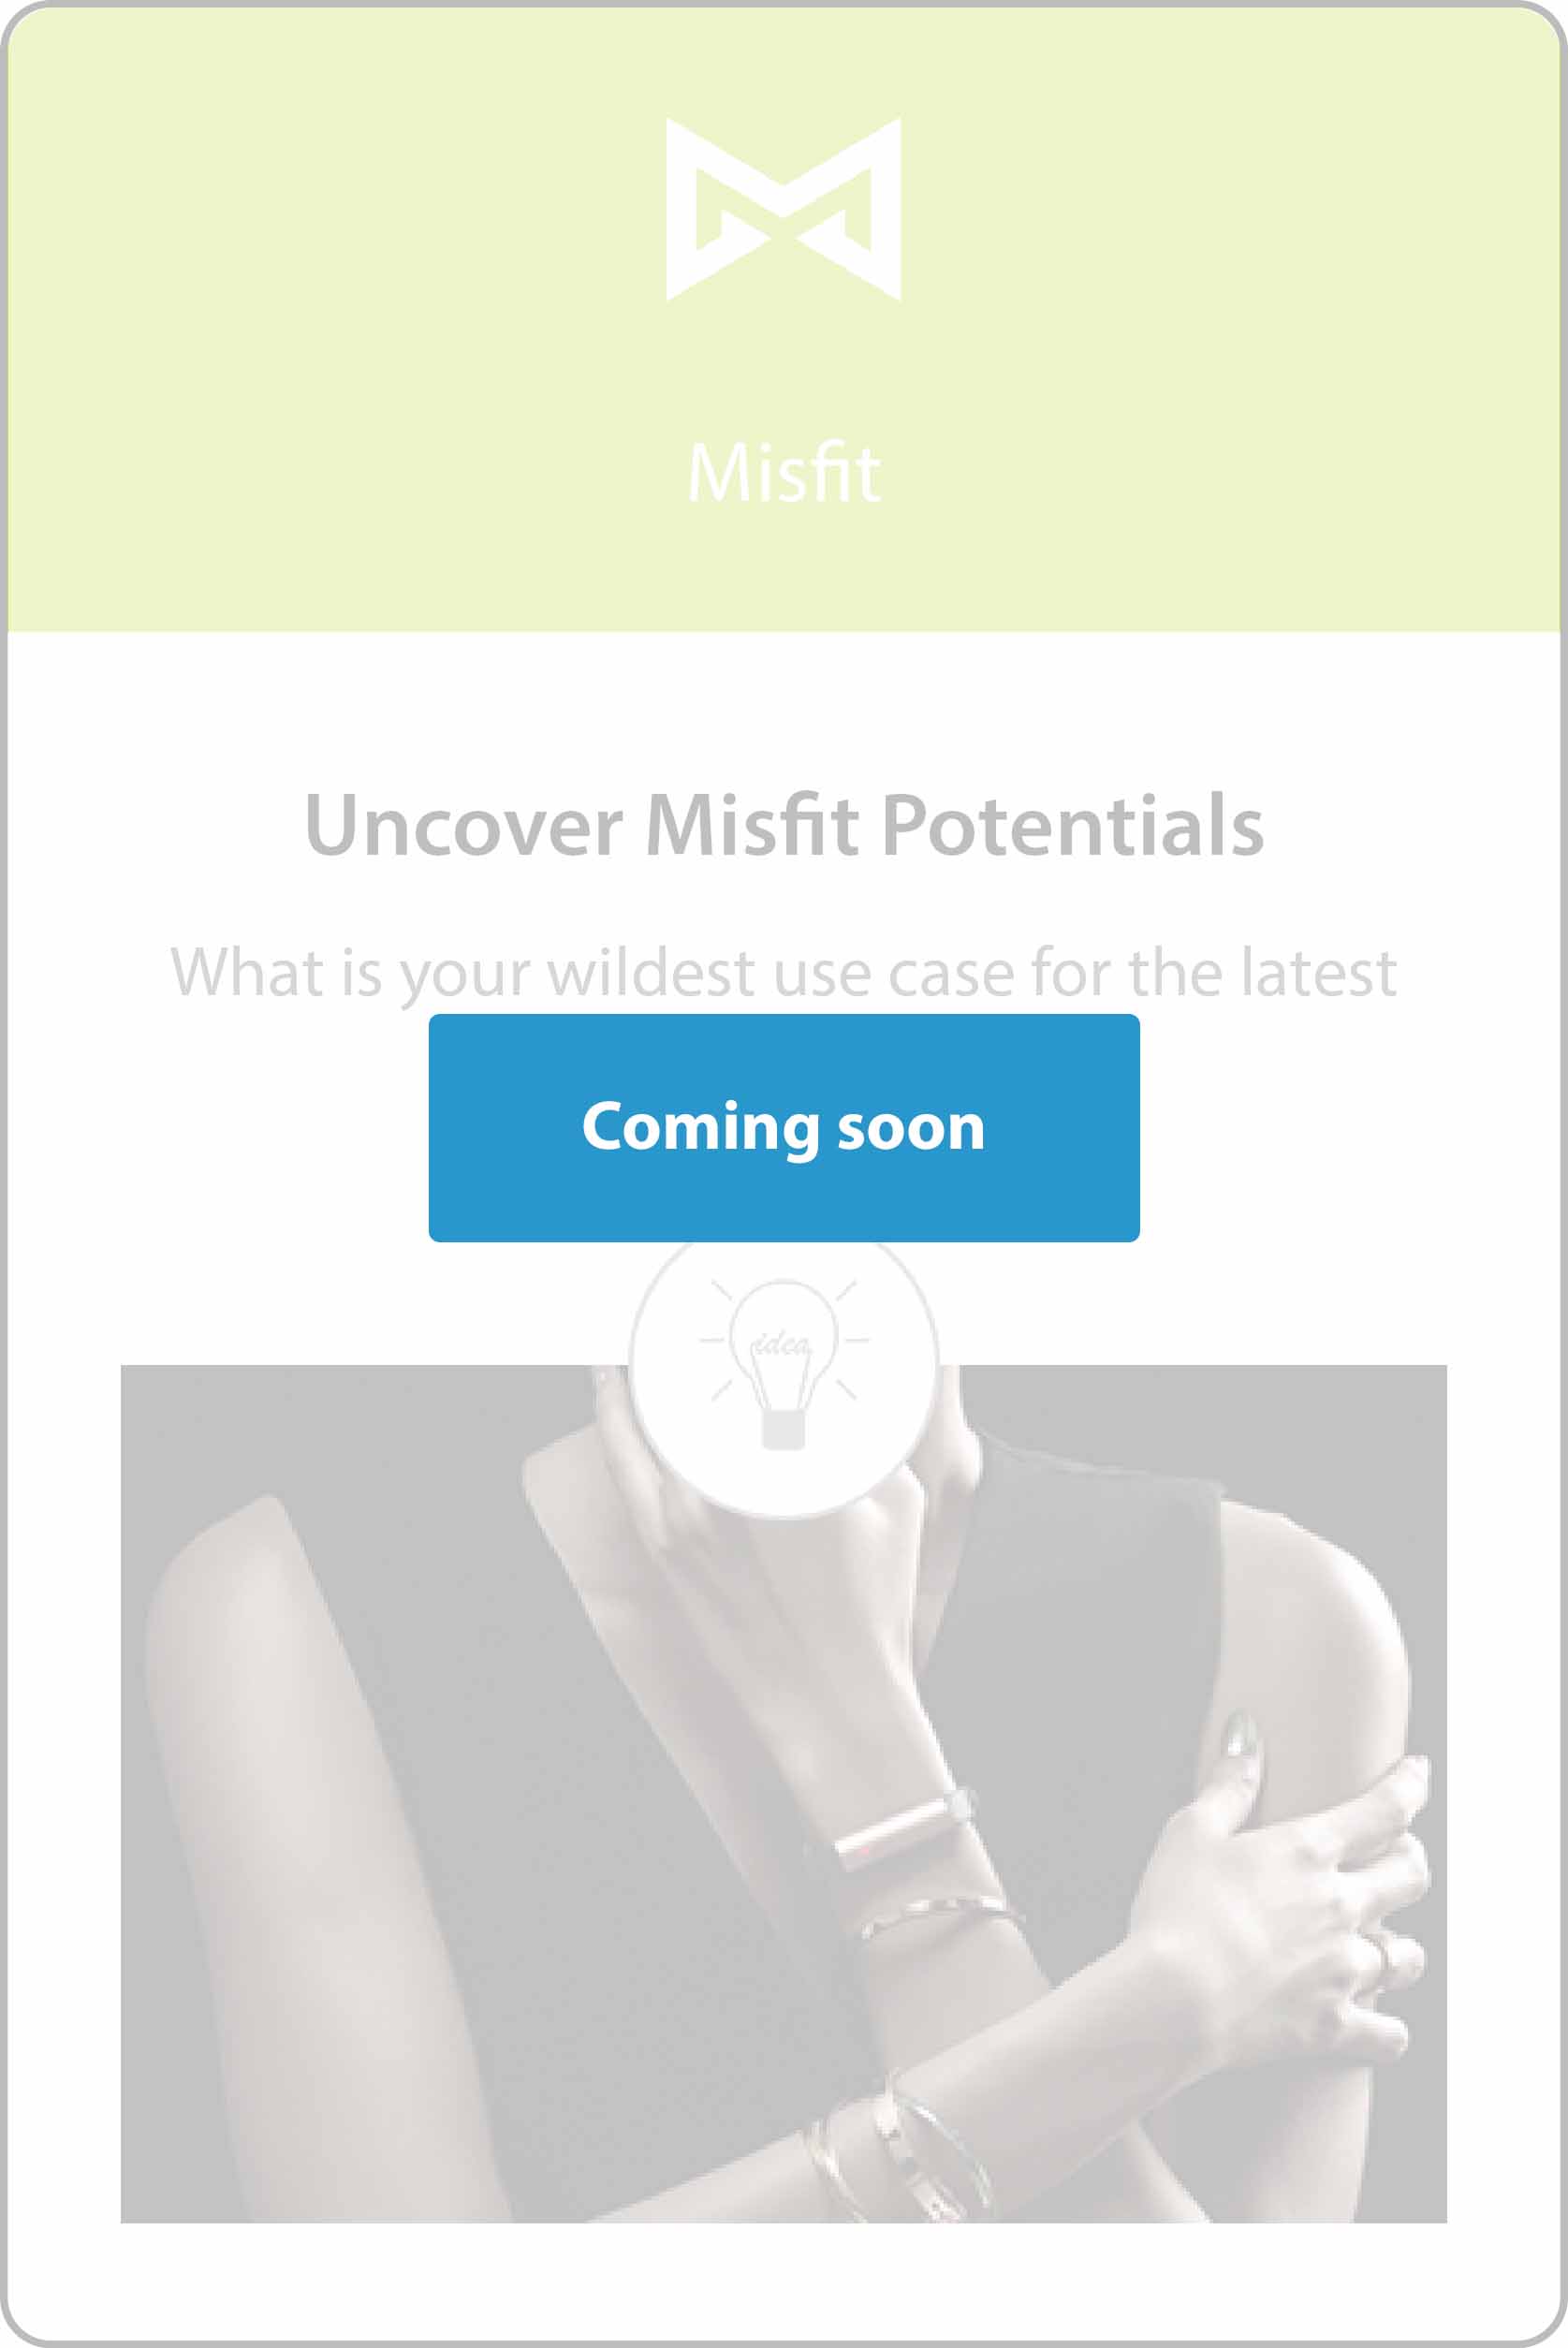 Misfit
Uncover Misfit Potentials
What is your wildest use case for the latest
Coming soon
idea